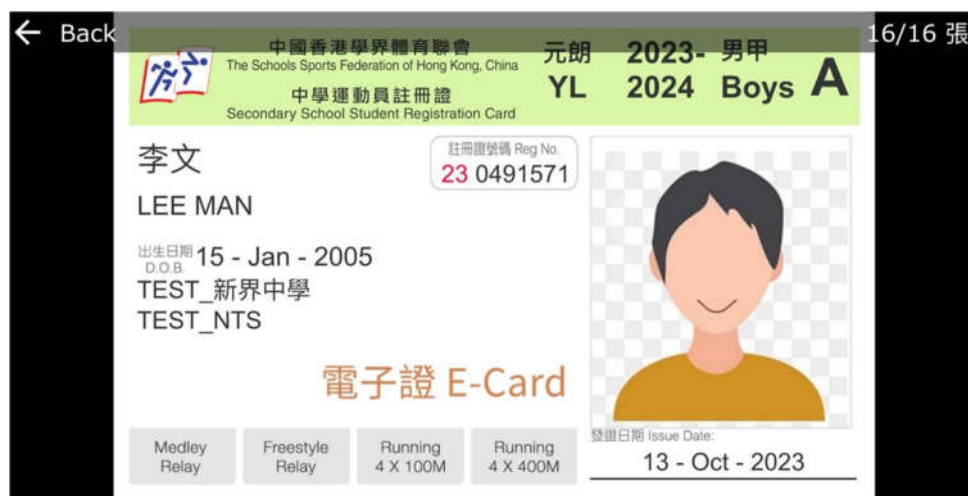 ← Back
16/16 張
中國香港學界體育聯會
The Schools Sports Federation of Hong Kong, China
中學運動員註冊證
Secondary School Student Registration Card
元朗
YL
2023-
2024
男甲
Boys
A
李文
LEE MAN
註冊證號碼 Reg No.
23 0491571
出生日期
D.O.B.
15 - Jan - 2005
TEST_新界中學
TEST_NTS
電子證 E-Card
Medley
Relay
Freestyle
Relay
Running
4 X 100M
Running
4 X 400M
發證日期 Issue Date:
13 - Oct - 2023